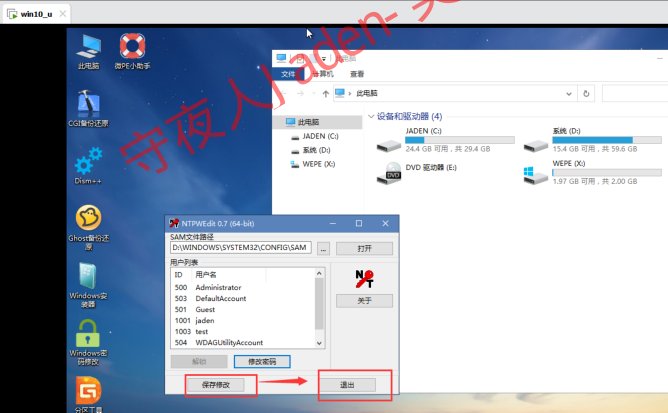 win10_u
守夜人Jaden-
此电脑
微PE小助手
CGI备份还原
Dism++
Ghost备份还
原
Windows安
装器
Windows密
码修改
分区工具
此电脑
文件
计算机
查看
此电脑
此电脑
JADEN (C:)
系统 (D:)
WEPE (X:)
设备和驱动器 (4)
JADEN (C:)
24.4 GB 可用，共 29.4 GB
系统 (D:)
15.4 GB 可用，共 59.6 GB
DVD 驱动器 (E:)
DVD
WEPE (X:)
1.97 GB 可用，共 2.00 GB
NTPWEdit 0.7 (64-bit)
SAM文件路径
D:\WINDOWS\SYSTEM32\CONFIG\SAM
...
打开
用户列表
ID 用户名
500 Administrator
503 DefaultAccount
501 Guest
1001 jaden
1003 test
504 WDAGUtilityAccount
关于
解锁
修改密码
保存修改
退出